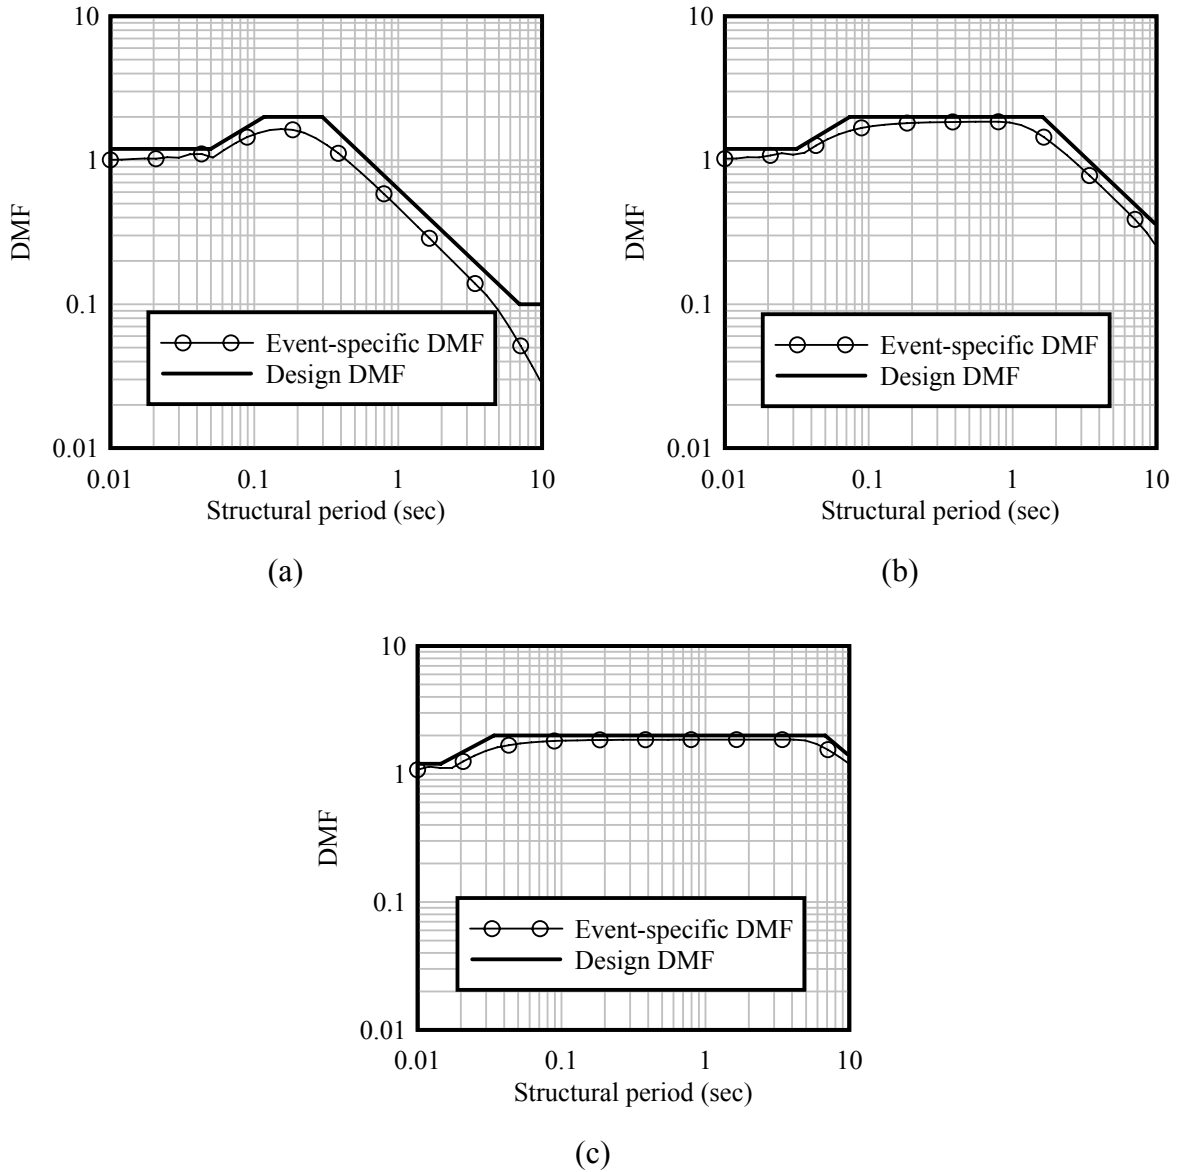 10
1
0.1
0.01
DMF
Event-specific DMF
Design DMF
0.01 0.1 1 10
Structural period (sec)
(a)
10
1
0.1
0.01
DMF
Event-specific DMF
Design DMF
0.01 0.1 1 10
Structural period (sec)
(b)
10
1
0.1
0.01
DMF
Event-specific DMF
Design DMF
0.01 0.1 1 10
Structural period (sec)
(c)